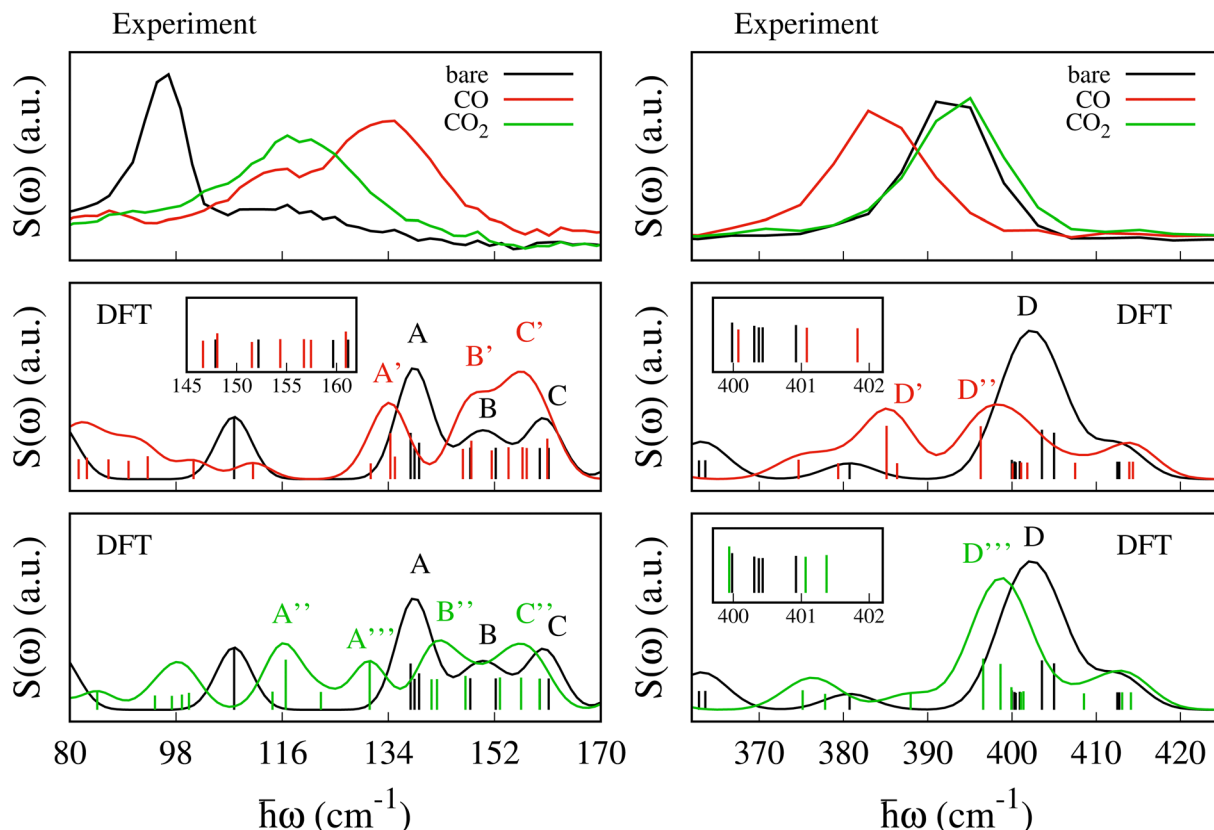 Experiment
Experiment
S(ω) (a.u.)
bare
CO
CO₂
S(ω) (a.u.)
bare
CO
CO₂
S(ω) (a.u.)
DFT
145 150 155 160
A'
A
B'
B
C'
C
S(ω) (a.u.)
400 401 402
D'
D''
D
DFT
S(ω) (a.u.)
DFT
A''
A'''
A
B''
B
C''
C
80 98 116 134 152 170
ħω (cm⁻¹)
S(ω) (a.u.)
400 401 402
D'''
D
DFT
370 380 390 400 410 420
ħω (cm⁻¹)